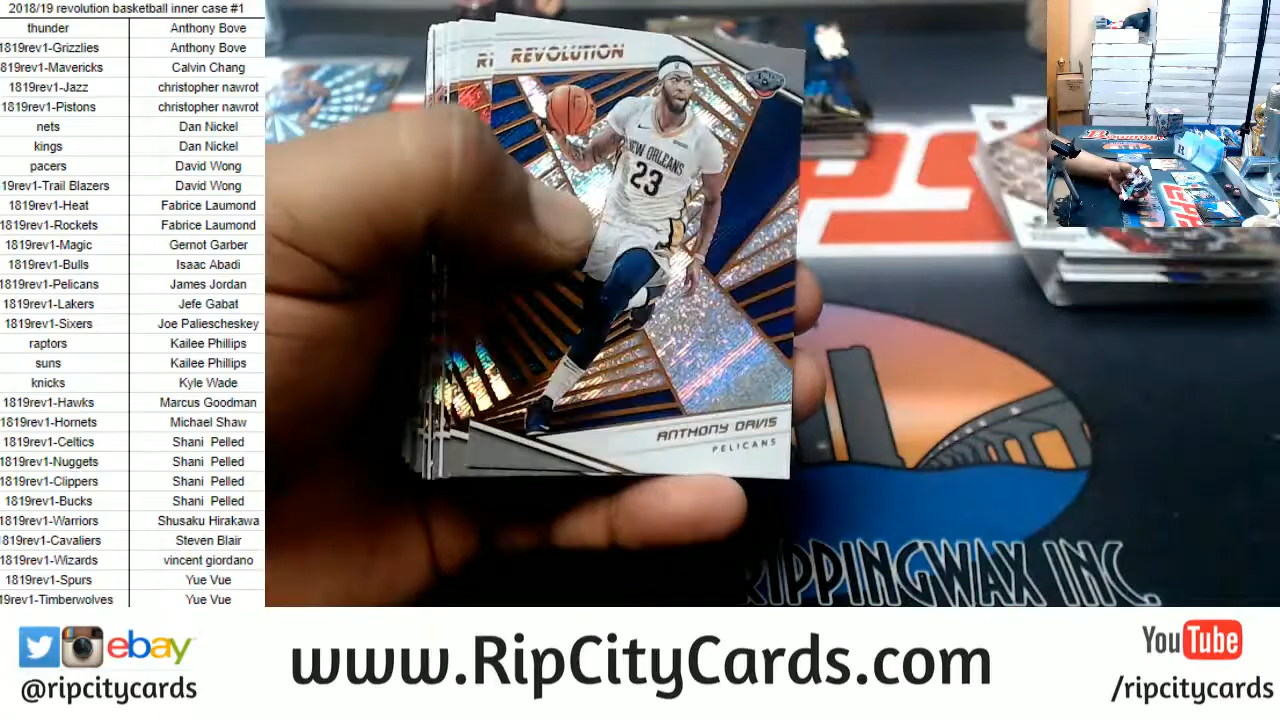 2018/19 revolution basketball inner case #1
thunder Anthony Bove
1819rev1-Grizzlies Anthony Bove
1819rev1-Mavericks Calvin Chang
1819rev1-Jazz christopher nawrot
1819rev1-Pistons christopher nawrot
nets Dan Nickel
kings Dan Nickel
pacers David Wong
19rev1-Trail Blazers David Wong
1819rev1-Heat Fabrice Laumond
1819rev1-Rockets Fabrice Laumond
1819rev1-Magic Gernot Garber
1819rev1-Bulls Isaac Abadi
1819rev1-Pelicans James Jordan
1819rev1-Lakers Jefe Gabat
1819rev1-Sixers Joe Paliescheskey
raptors Kailee Phillips
suns Kailee Phillips
knicks Kyle Wade
1819rev1-Hawks Marcus Goodman
1819rev1-Hornets Michael Shaw
1819rev1-Celtics Shani Pelled
1819rev1-Nuggets Shani Pelled
1819rev1-Clippers Shani Pelled
1819rev1-Bucks Shani Pelled
1819rev1-Warriors Shusaku Hirakawa
1819rev1-Cavaliers Steven Blair
1819rev1-Wizards vincent giordano
1819rev1-Spurs Yue Vue
19rev1-Timberwolves Yue Vue
RI REVOLUTION
NEW ORLEANS
23
ANTHONY DAVIS
PELICANS
RIPPINGWAX INC.
ebay
@ripcitycards
www.RipCityCards.com
YouTube
/ripcitycards